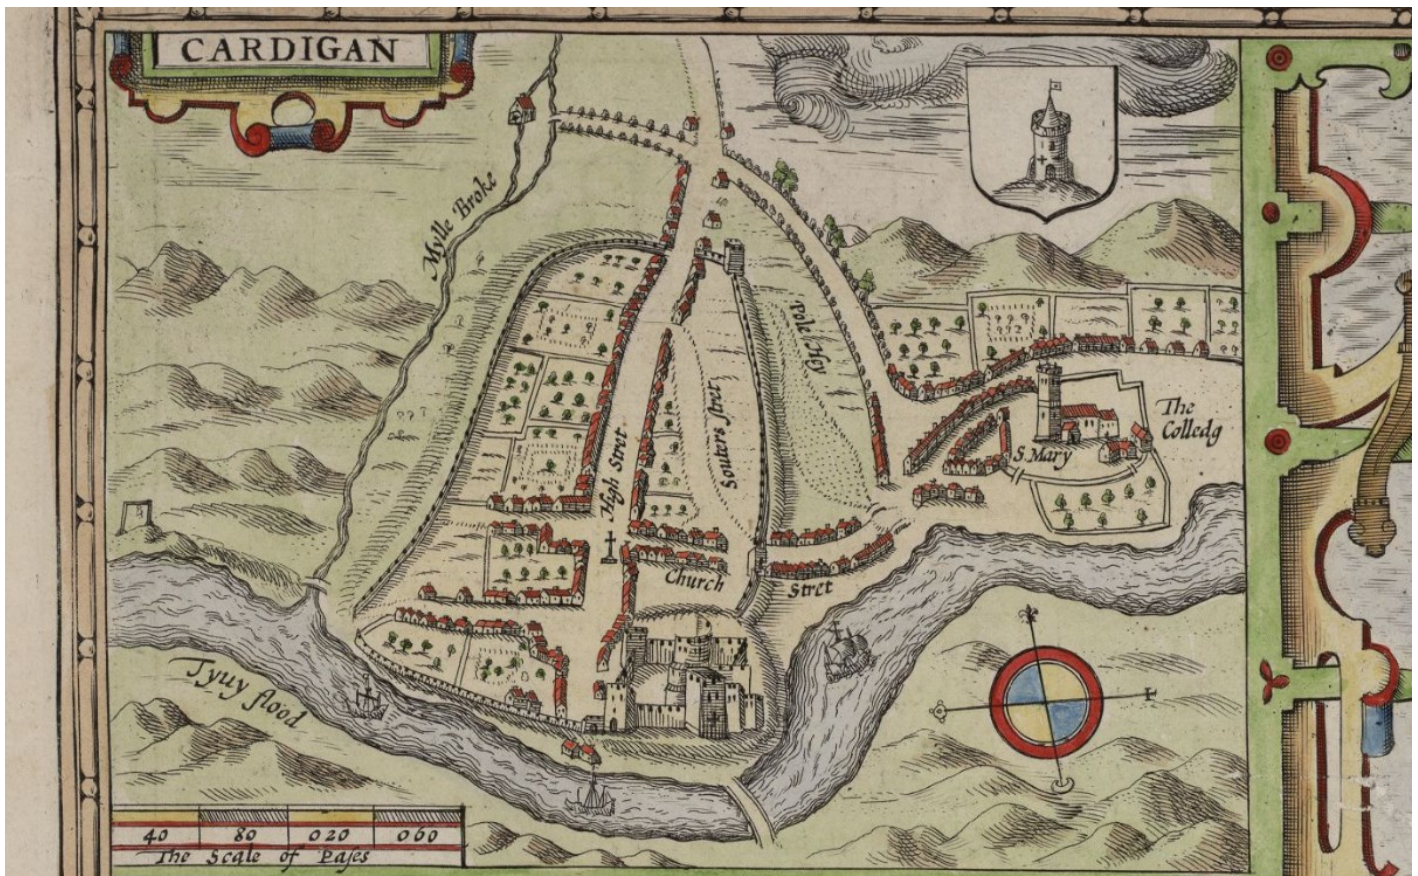 CARDIGAN
Mylle Broke
Pole Hey
High Stret
Souters stret
The
Colledg
S. Mary
Church
Stret
Tyuy flood
40 80 020 060
The Scale of Pases